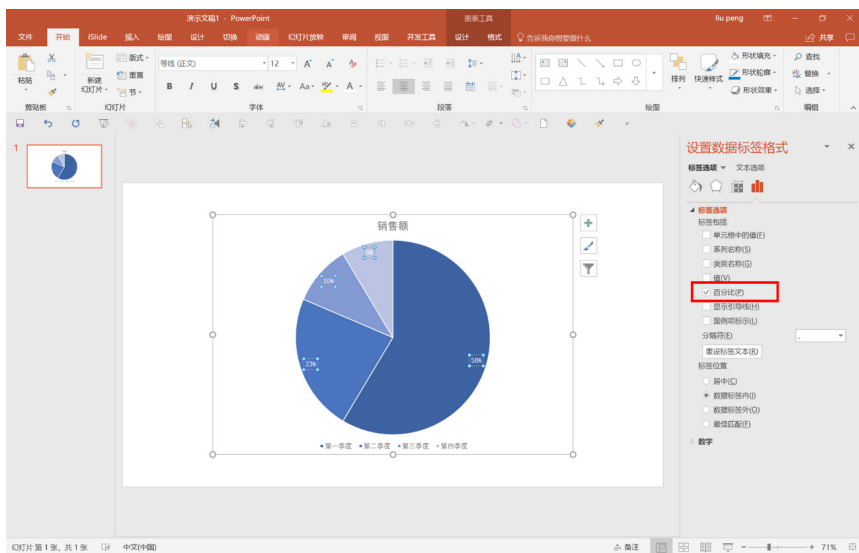 演示文稿1 - PowerPoint
图表工具
liu peng
文件 开始 iSlide 插入 绘图 设计 切换 动画 幻灯片放映 审阅 视图 开发工具 设计 格式 告诉我你想要做什么 共享
粘贴
新建
幻灯片
版式
重置
节
等线 (正文) 12
B I U S abc AV Aa A
排列 快速样式
形状填充
形状轮廓
形状效果
查找
替换
选择
剪贴板 幻灯片 字体 段落 绘图 编辑
1
销售额
10%
23%
58%
第一季度 第二季度 第三季度 第四季度
设置数据标签格式
标签选项 文本选项
标签选项
标签包括
单元格中的值(F)
系列名称(S)
类别名称(G)
值(V)
百分比(P)
显示引导线(H)
图例项标示(L)
分隔符(E) ,
重设标签文本(R)
标签位置
居中(C)
数据标签内(I)
数据标签外(O)
最佳匹配(F)
数字
幻灯片 第 1 张，共 1 张 中文(中国) 备注 71%